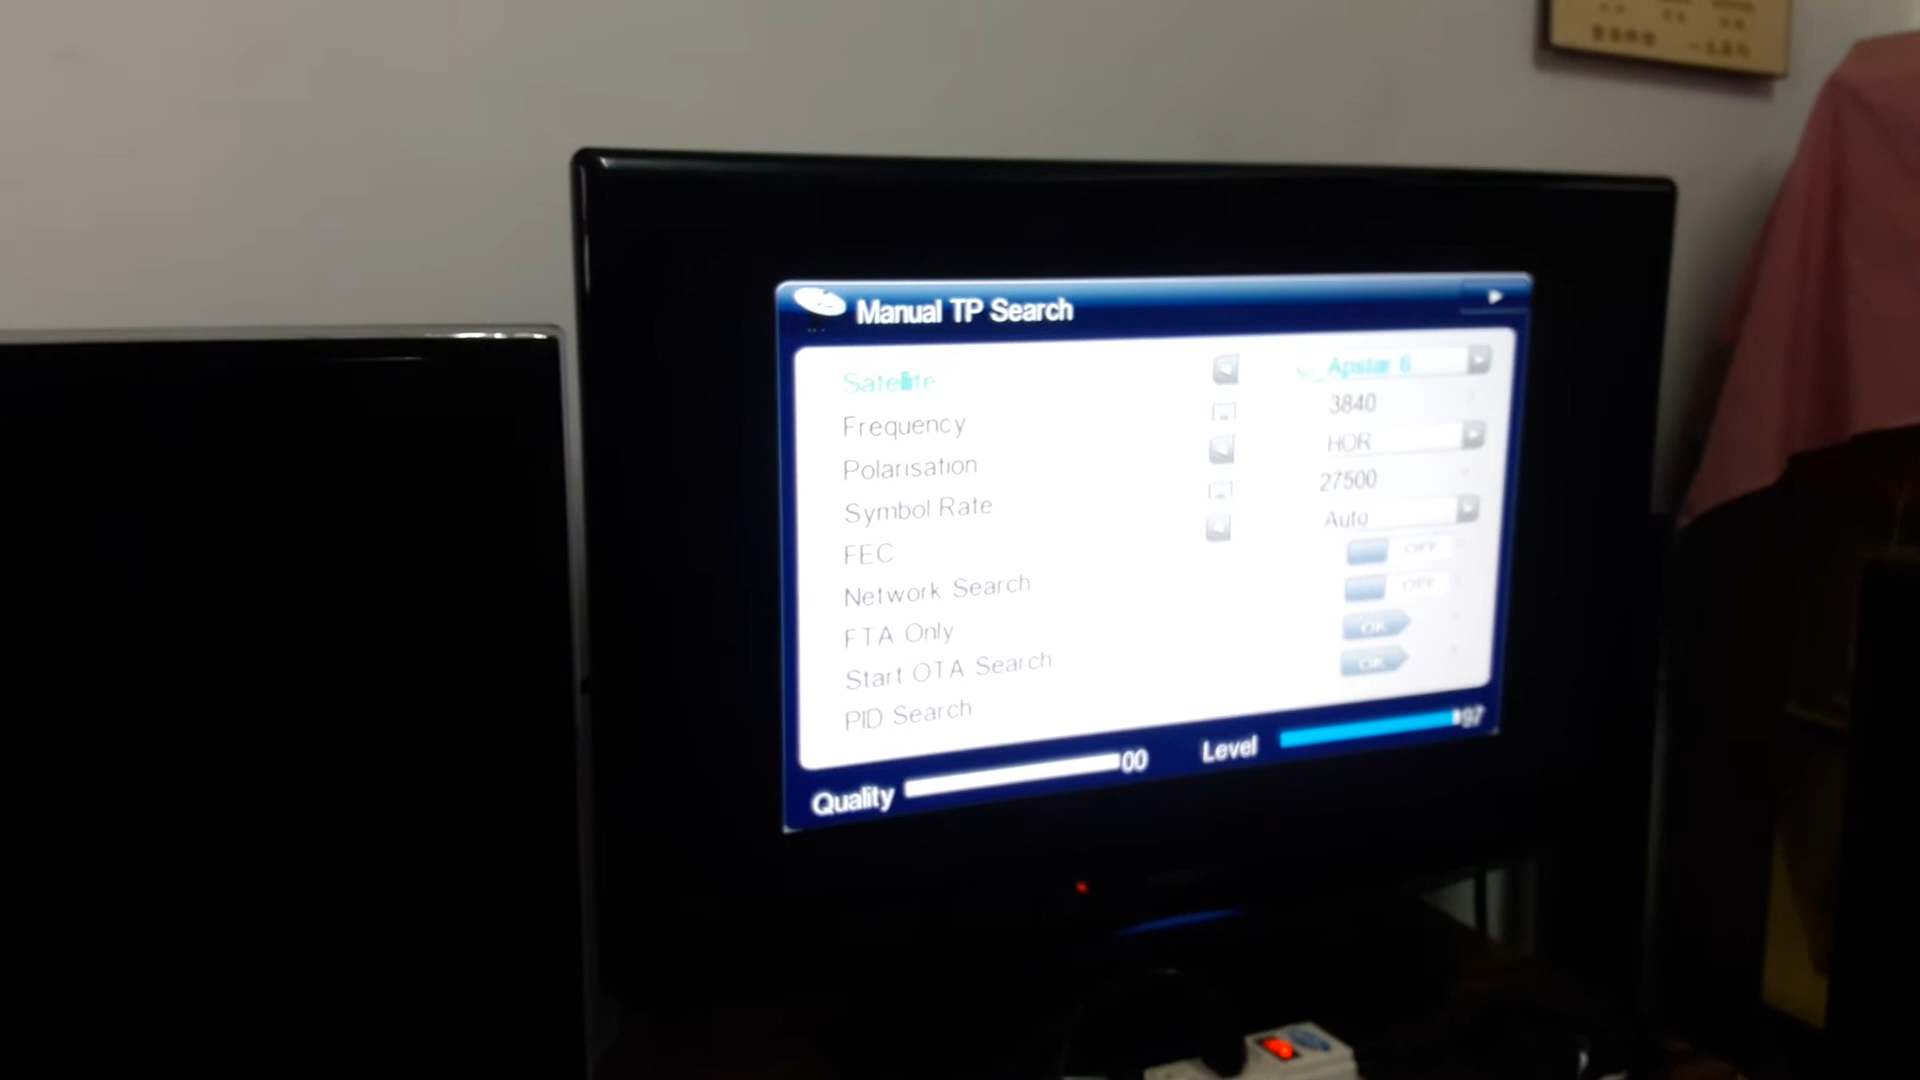 Manual TP Search
Satellite
Apstar 6
Frequency
3840
Polarisation
HOR
Symbol Rate
27500
FEC
Auto
Network Search
OFF
FTA Only
OFF
Start OTA Search
OK
PID Search
OK
Quality 00 Level 97